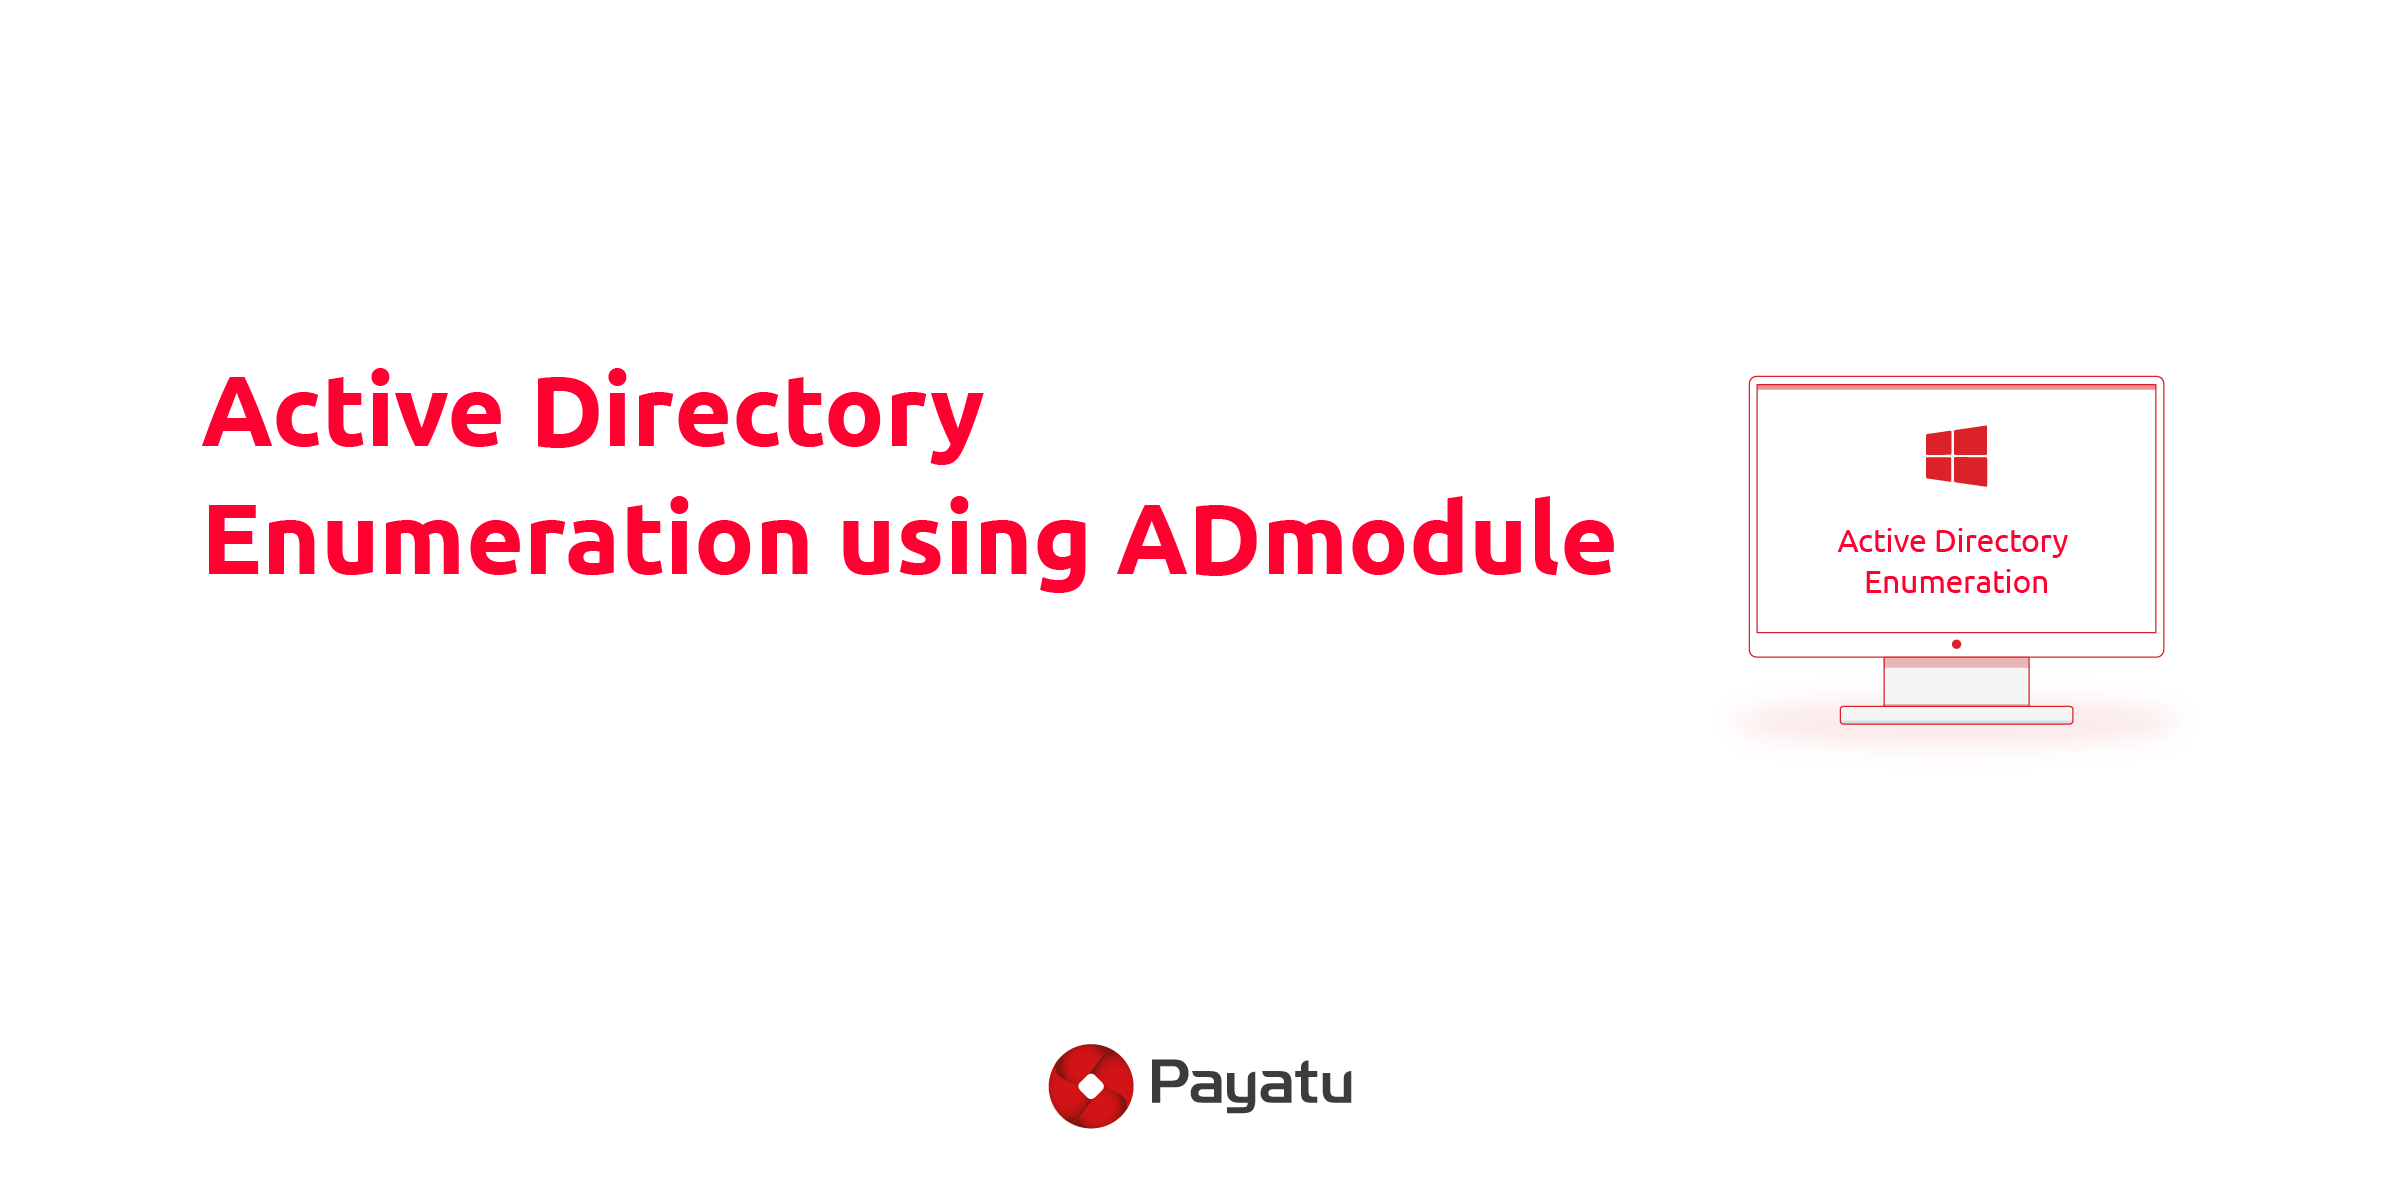 Active Directory
Enumeration using ADmodule
Active Directory
Enumeration
Payatu